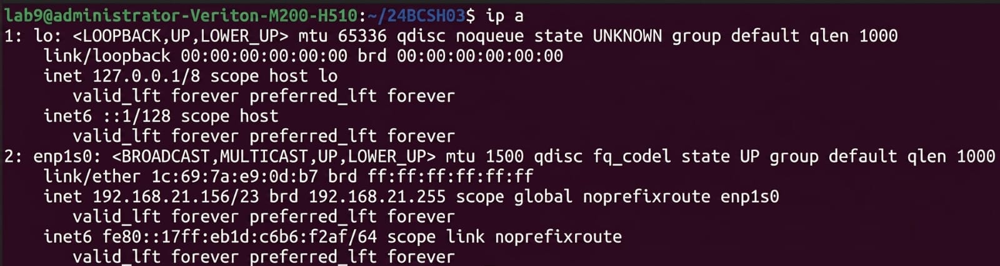 lab9@administrator-Veriton-M200-H510:~/24BCSH03$ ip a
1: lo: <LOOPBACK,UP,LOWER_UP> mtu 65336 qdisc noqueue state UNKNOWN group default qlen 1000
    link/loopback 00:00:00:00:00:00 brd 00:00:00:00:00:00
    inet 127.0.0.1/8 scope host lo
       valid_lft forever preferred_lft forever
    inet6 ::1/128 scope host
       valid_lft forever preferred_lft forever
2: enp1s0: <BROADCAST,MULTICAST,UP,LOWER_UP> mtu 1500 qdisc fq_codel state UP group default qlen 1000
    link/ether 1c:69:7a:e9:0d:b7 brd ff:ff:ff:ff:ff:ff
    inet 192.168.21.156/23 brd 192.168.21.255 scope global noprefixroute enp1s0
       valid_lft forever preferred_lft forever
    inet6 fe80::17ff:eb1d:c6b6:f2af/64 scope link noprefixroute
       valid_lft forever preferred_lft forever